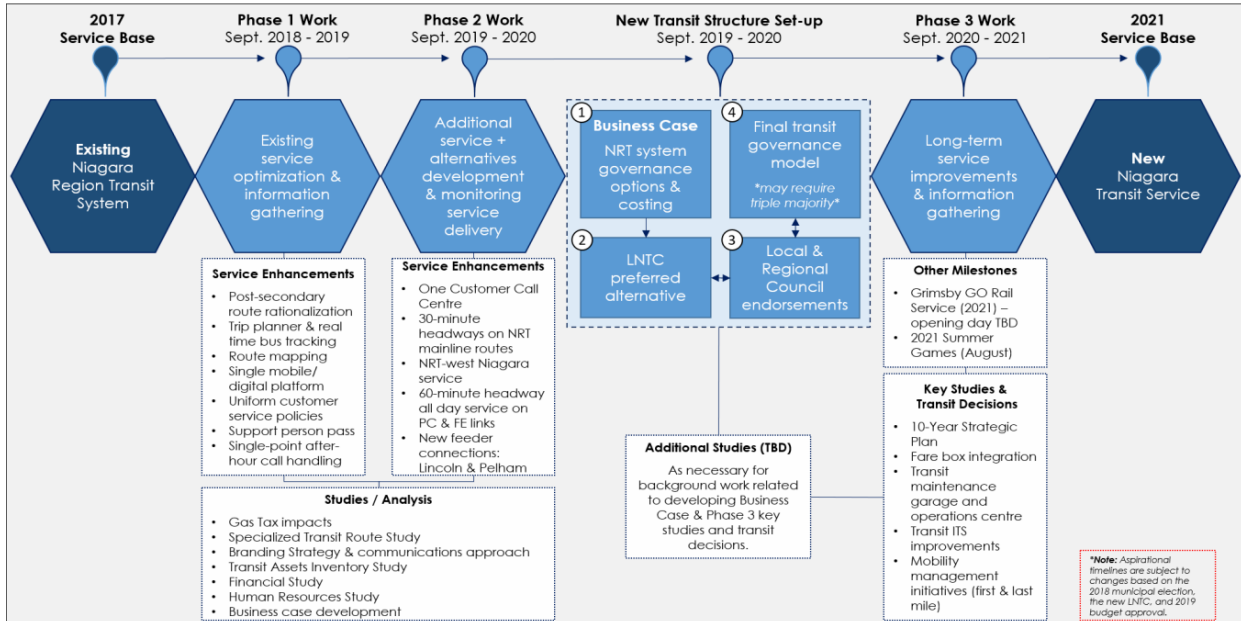 2017
Service Base
Phase 1 Work
Sept. 2018 - 2019
Phase 2 Work
Sept. 2019 - 2020
New Transit Structure Set-up
Sept. 2019 - 2020
Phase 3 Work
Sept. 2020 - 2021
2021
Service Base
Existing
Niagara
Region Transit
System
Existing
service
optimization &
information
gathering
Additional
service +
alternatives
development
& monitoring
service
delivery
1
Business Case
NRT system
governance
options &
costing
4
Final transit
governance
model
*may require
triple majority*
2
LNTC
preferred
alternative
3
Local &
Regional
Council
endorsements
Long-term
service
improvements
& information
gathering
New
Niagara
Transit Service
Service Enhancements
• Post-secondary
route rationalization
• Trip planner & real
time bus tracking
• Route mapping
• Single mobile/
digital platform
• Uniform customer
service policies
• Support person pass
• Single-point after-
hour call handling
Service Enhancements
• One Customer Call
Centre
• 30-minute
headways on NRT
mainline routes
• NRT-west Niagara
service
• 60-minute headway
all day service on
PC & FE links
• New feeder
connections:
Lincoln & Pelham
Studies / Analysis
• Gas Tax impacts
• Specialized Transit Route Study
• Branding Strategy & communications approach
• Transit Assets Inventory Study
• Financial Study
• Human Resources Study
• Business case development
Additional Studies (TBD)
As necessary for
background work related
to developing Business
Case & Phase 3 key
studies and transit
decisions.
Other Milestones
• Grimsby GO Rail
Service (2021) –
opening day TBD
• 2021 Summer
Games (August)
Key Studies &
Transit Decisions
• 10-Year Strategic
Plan
• Fare box integration
• Transit
maintenance
garage and
operations centre
• Transit ITS
improvements
• Mobility
management
initiatives (first & last
mile)
*Note: Aspirational
timelines are subject to
changes based on the
2018 municipal election,
the new LNTC, and 2019
budget approval.